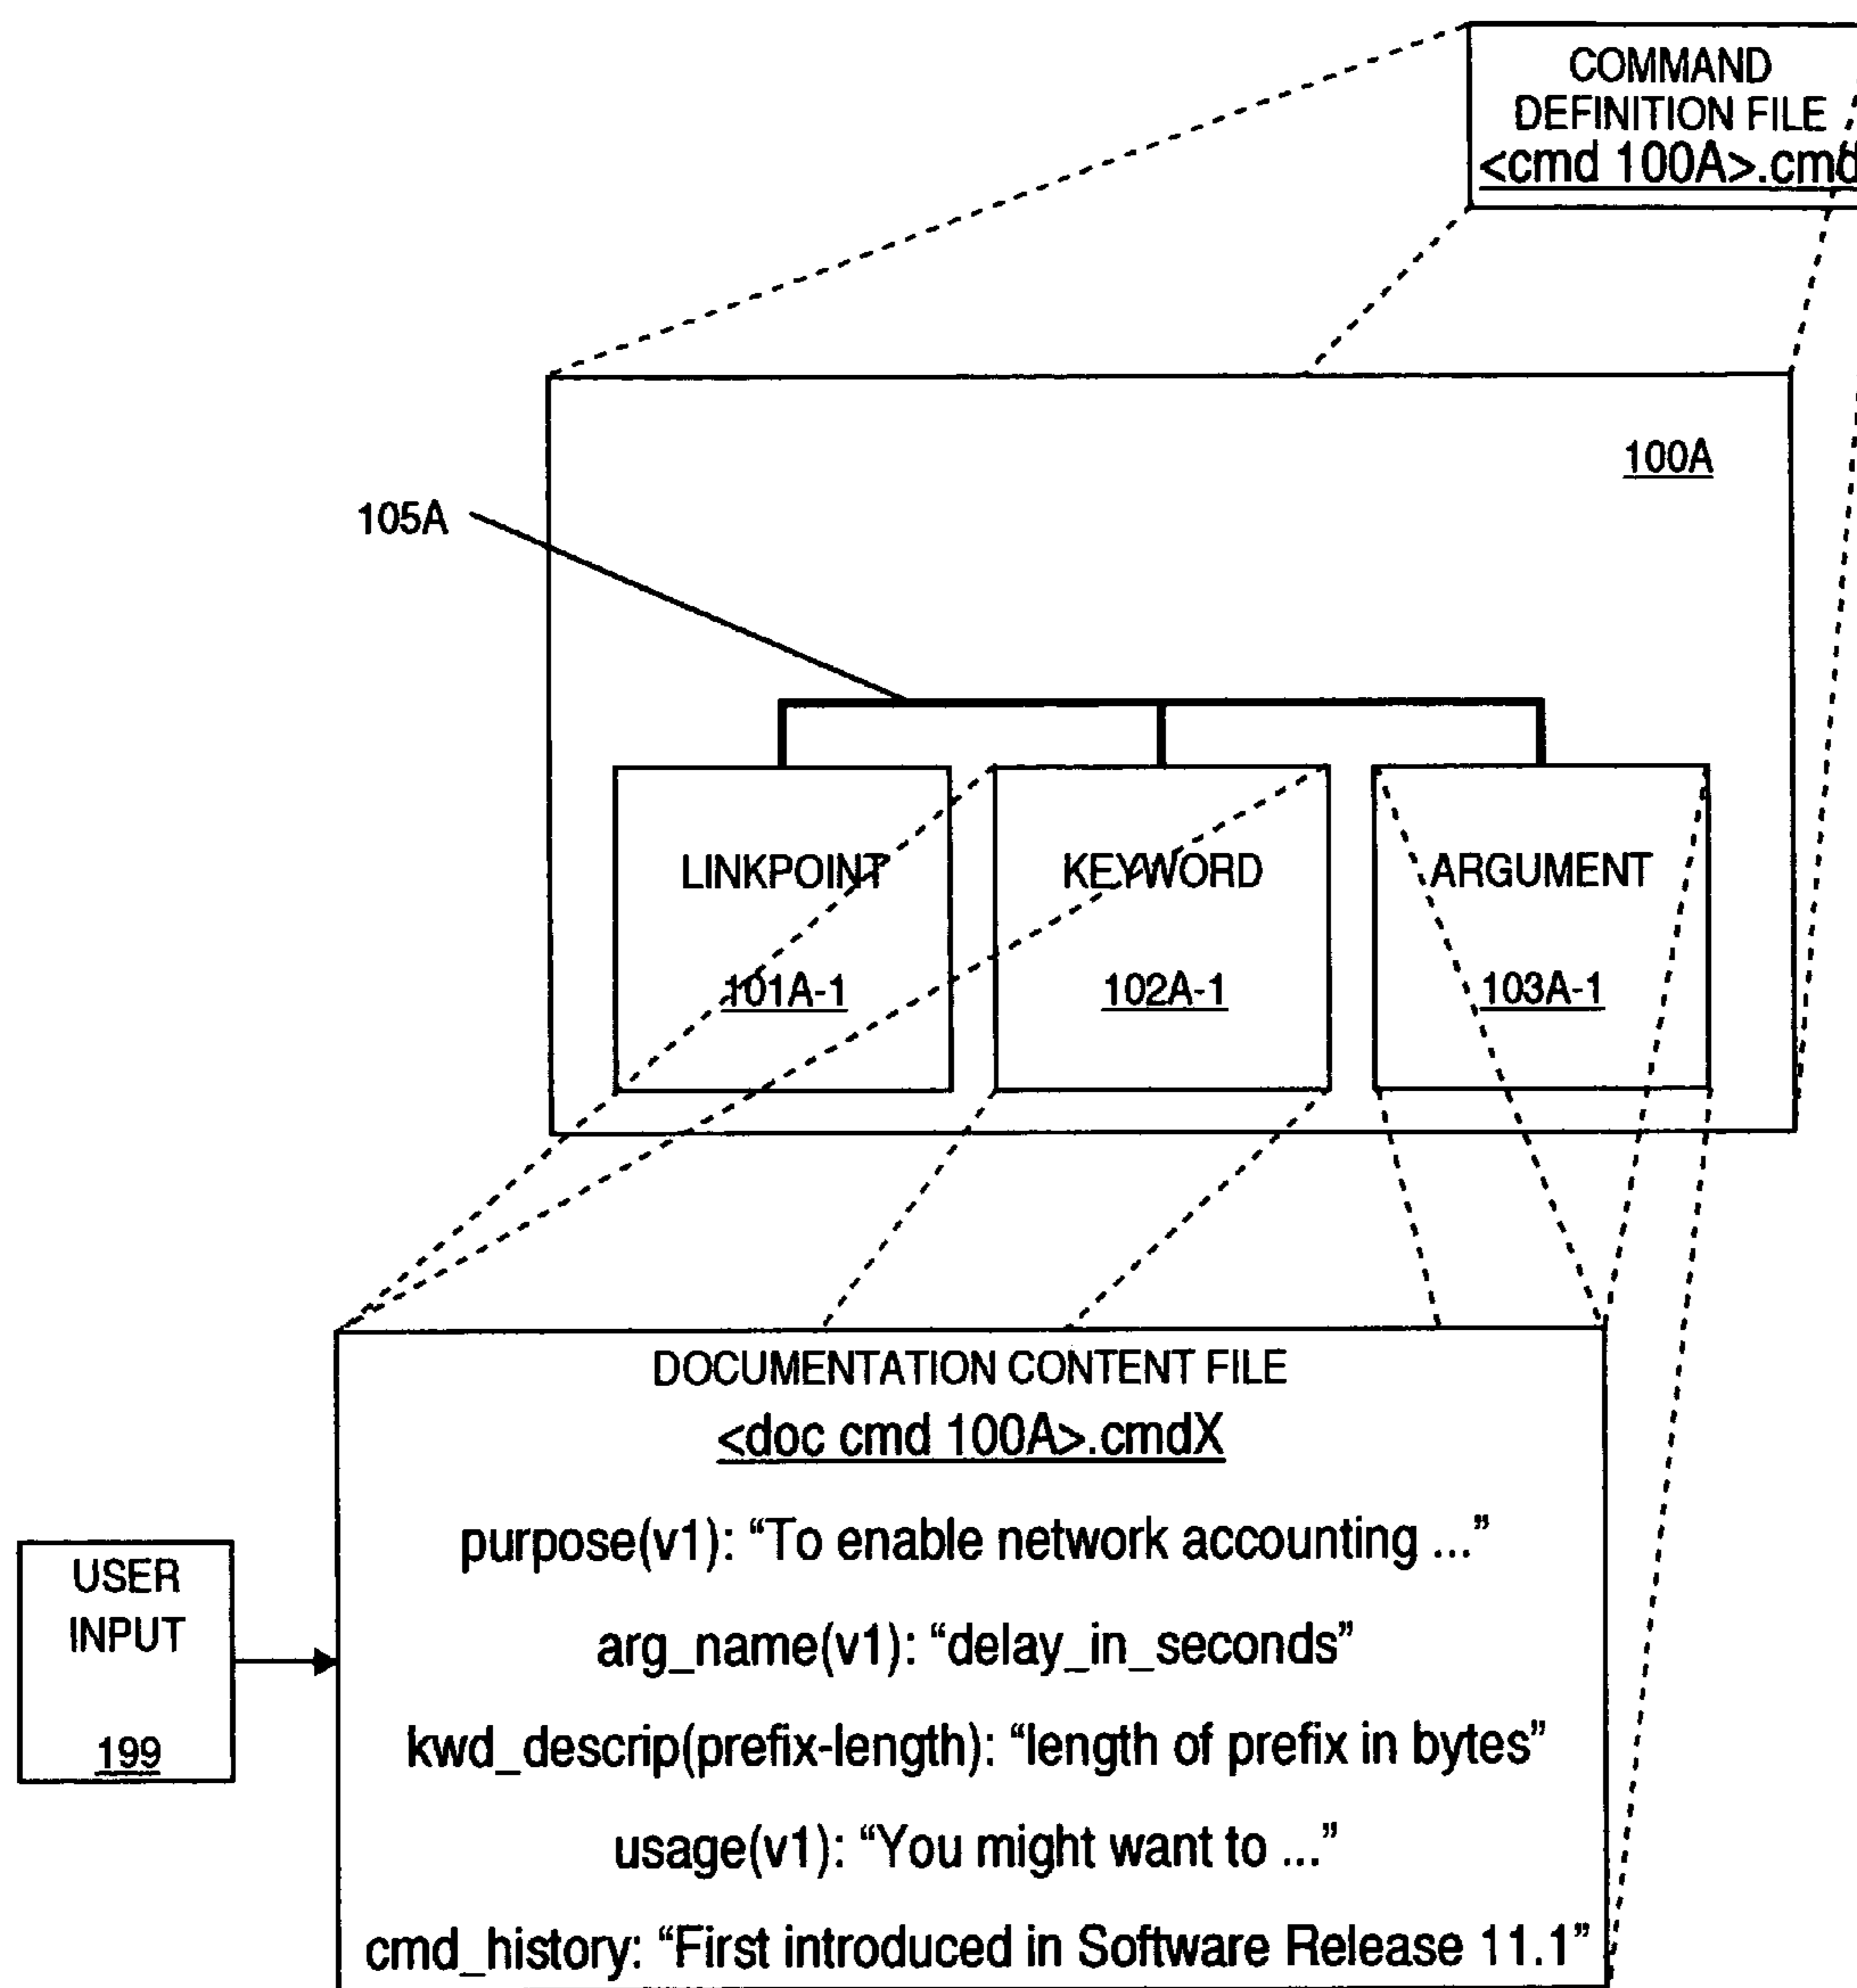 COMMAND
DEFINITION FILE
<cmd 100A>.cmd
100A
105A
LINKPOINT
KEYWORD
ARGUMENT
101A-1
102A-1
103A-1
DOCUMENTATION CONTENT FILE
<doc cmd 100A>.cmdX
purpose(v1): “To enable network accounting ...”
USER
INPUT
199
arg_name(v1): “delay_in_seconds”
kwd_descrip(prefix-length): “length of prefix in bytes”
usage(v1): “You might want to ...”
cmd_history: “First introduced in Software Release 11.1”